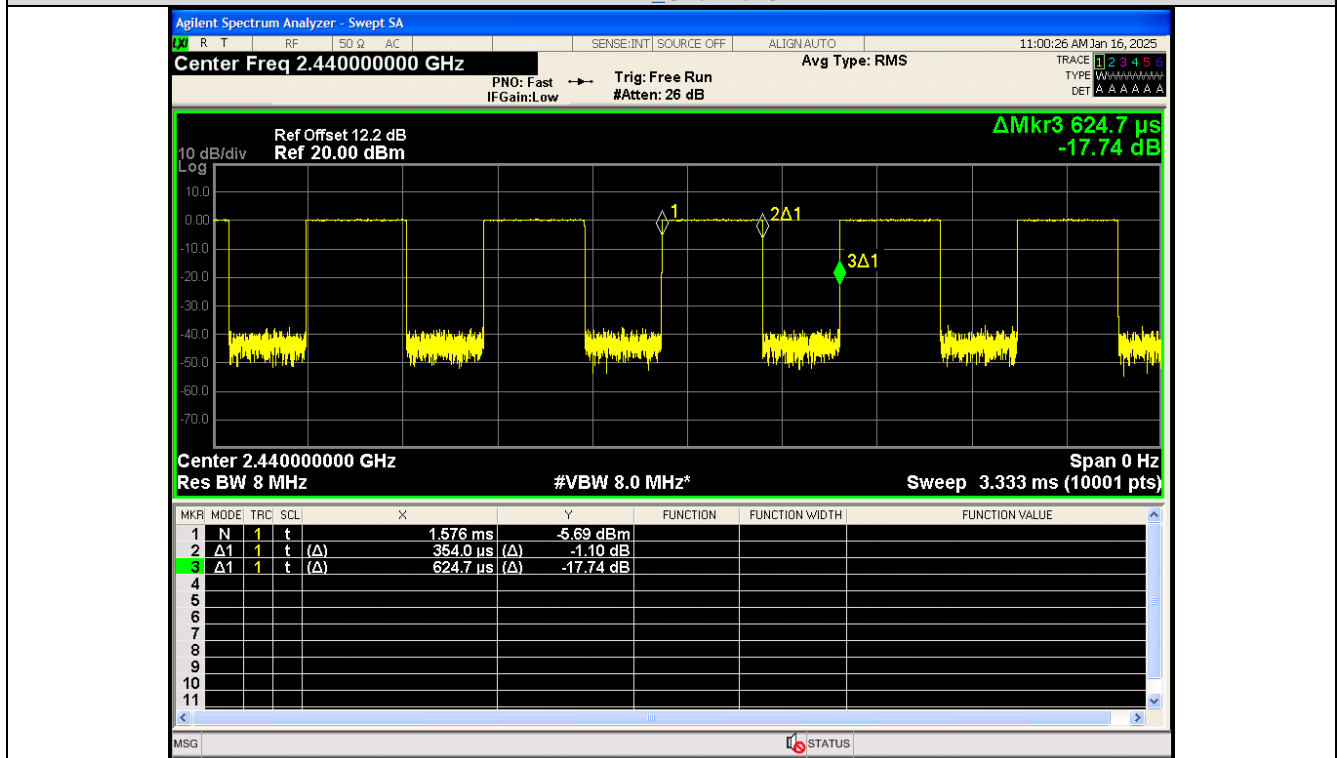 Agilent Spectrum Analyzer - Swept SA
LXI R T RF 50 Ω AC SENSE:INT SOURCE OFF ALIGN AUTO 11:00:26 AM Jan 16, 2025
Center Freq 2.440000000 GHz Avg Type: RMS TRACE 1 2 3 4 5 6
PNO: Fast Trig: Free Run TYPE W
IFGain:Low #Atten: 26 dB DET A A A A A A
ΔMkr3 624.7 µs
Ref Offset 12.2 dB
10 dB/div Ref 20.00 dBm -17.74 dB
Log
10.0
0.00 1 2Δ1
-10.0
3Δ1
-20.0
-30.0
-40.0
-50.0
-60.0
-70.0
Center 2.440000000 GHz Span 0 Hz
Res BW 8 MHz #VBW 8.0 MHz* Sweep 3.333 ms (10001 pts)
MKR MODE TRC SCL X Y FUNCTION FUNCTION WIDTH FUNCTION VALUE
1 N 1 t 1.576 ms -5.69 dBm
2 Δ1 1 t (Δ) 354.0 µs (Δ) -1.10 dB
3 Δ1 1 t (Δ) 624.7 µs (Δ) -17.74 dB
4
5
6
7
8
9
10
11
MSG STATUS